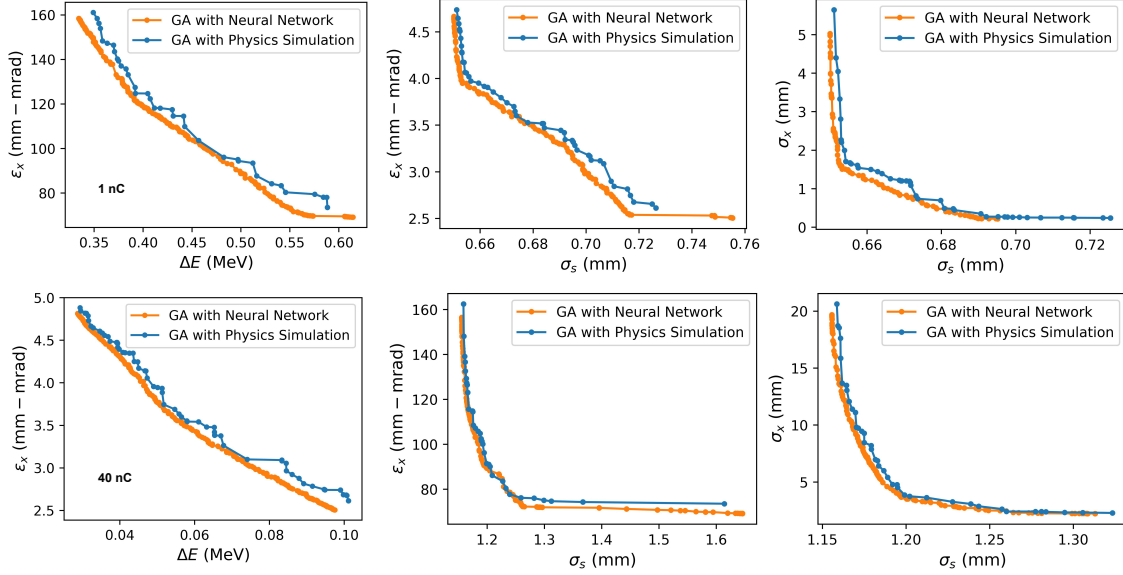 GA with Neural Network
GA with Physics Simulation
160
140
120
100
80
εx (mm − mrad)
1 nC
0.35 0.40 0.45 0.50 0.55 0.60
ΔE (MeV)
GA with Neural Network
GA with Physics Simulation
4.5
4.0
3.5
3.0
2.5
εx (mm − mrad)
0.66 0.68 0.70 0.72 0.74 0.76
σs (mm)
GA with Neural Network
GA with Physics Simulation
5
4
3
2
1
0
σx (mm)
0.66 0.68 0.70 0.72
σs (mm)
GA with Neural Network
GA with Physics Simulation
5.0
4.5
4.0
3.5
3.0
2.5
εx (mm − mrad)
40 nC
0.04 0.06 0.08 0.10
ΔE (MeV)
GA with Neural Network
GA with Physics Simulation
160
140
120
100
80
εx (mm − mrad)
1.2 1.3 1.4 1.5 1.6
σs (mm)
GA with Neural Network
GA with Physics Simulation
20
15
10
5
0
σx (mm)
1.15 1.20 1.25 1.30
σs (mm)